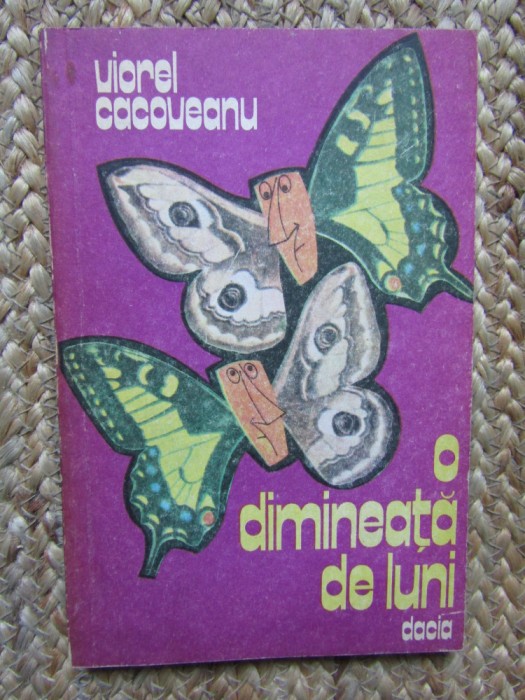 viorel
cacoveanu
o
dimineață
de luni
dacia